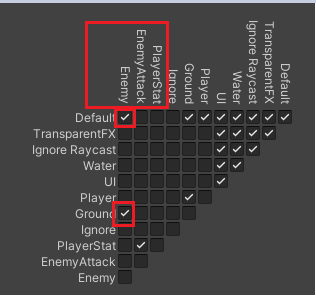 Enemy
EnemyAttack
PlayerStat
Ignore
Ground
Player
UI
Water
Ignore Raycast
TransparentFX
Default
Default
TransparentFX
Ignore Raycast
Water
UI
Player
Ground
Ignore
PlayerStat
EnemyAttack
Enemy